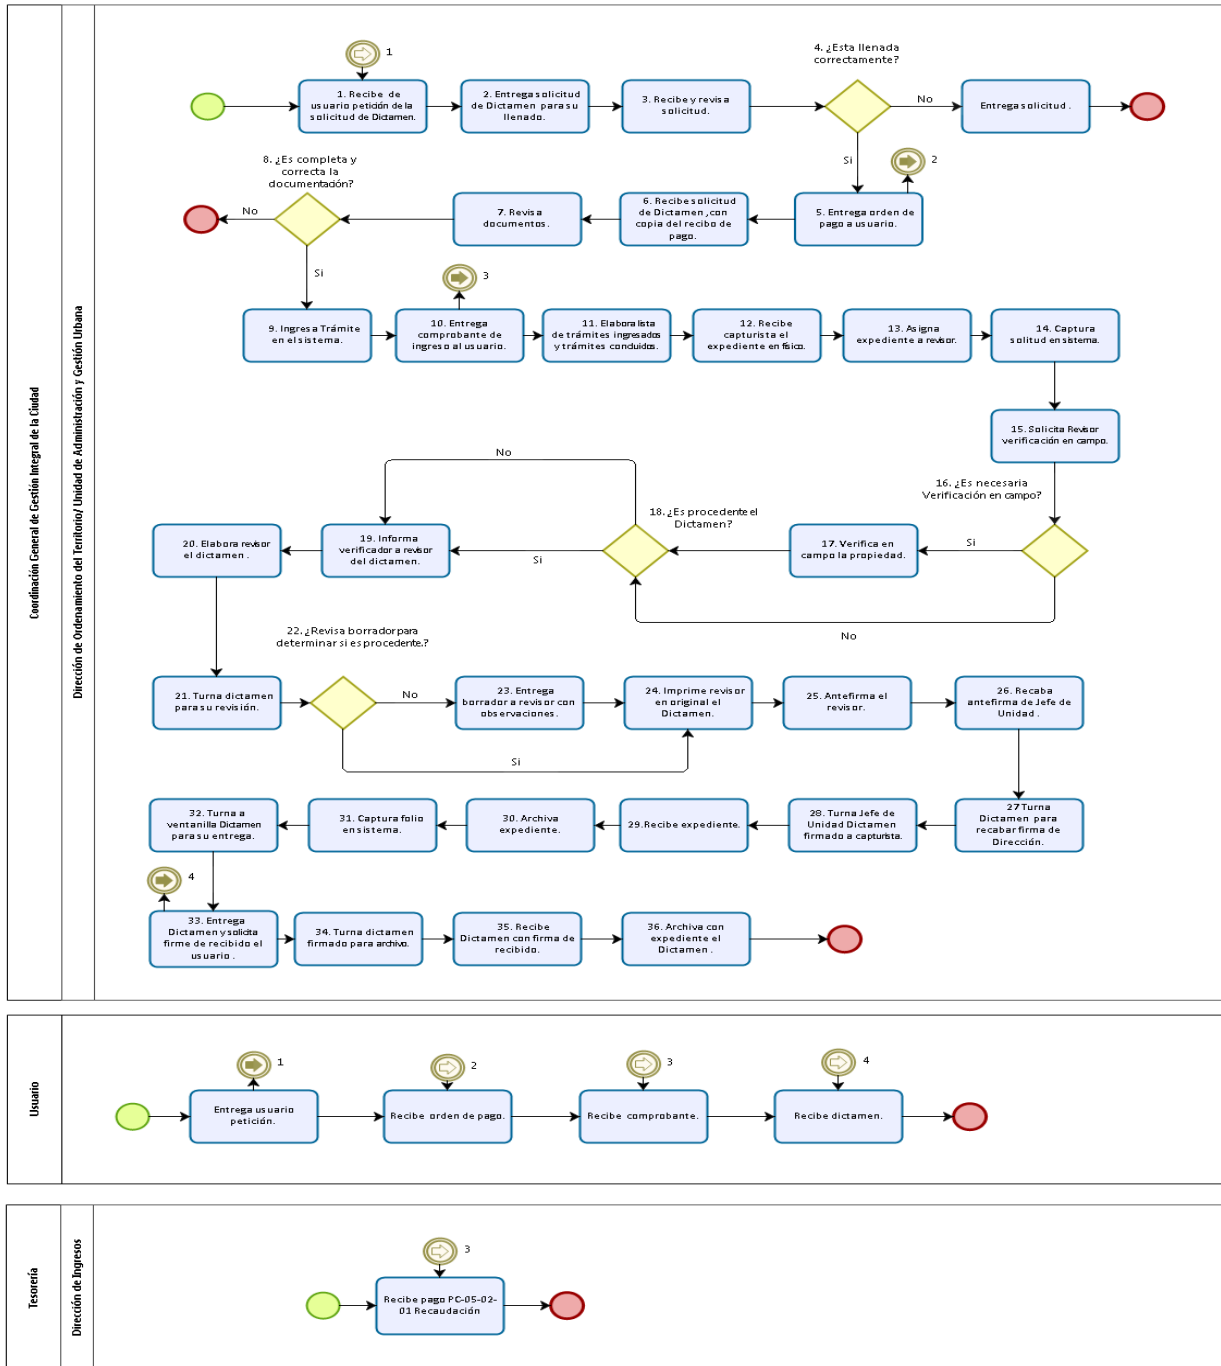 Coordinación General de Gestión Integral de la Ciudad
Dirección de Ordenamiento del Territorio/ Unidad de Administración y Gestión Urbana
1
4. ¿Esta llenada
correctamente?
1. Recibe de
usuario petición de la
solicitud de Dictamen.
2. Entrega solicitud
de Dictamen para su
llenado.
3. Recibe y revisa
solicitud.
No
Entrega solicitud .
Si
2
8. ¿Es completa y
correcta la
documentación?
No
7. Revisa
documentos.
6. Recibe solicitud
de Dictamen , con
copia del recibo de
pago.
5. Entrega orden de
pago a usuario.
Si
3
9. Ingresa Trámite
en el sistema.
10. Entrega
comprobante de
ingreso al usuario.
11. Elabora lista
de trámites ingresados
y trámites concluidos.
12. Recibe
capturista el
expediente en físico.
13. Asigna
expediente a revisor.
14. Captura
solitud en sistema.
15. Solicita Revisor
verificación en campo.
No
16. ¿Es necesaria
Verificación en campo?
18. ¿Es procedente el
Dictamen?
20. Elabora revisor
el dictamen .
19. Informa
verificador a revisor
del dictamen.
Si
17. Verifica en
campo la propiedad.
Si
No
22. ¿Revisa borrador para
determinar si es procedente.?
21. Turna dictamen
para su revisión.
No
23. Entrega
borrador a revisor con
observaciones.
24. Imprime revisor
en original el
Dictamen.
25. Antefirma el
revisor.
26. Recaba
antefirma de Jefe de
Unidad .
Si
32. Turna a
ventanilla Dictamen
para su entrega.
31. Captura folio
en sistema.
30. Archiva
expediente.
29.Recibe expediente.
28. Turna Jefe de
Unidad Dictamen
firmado a capturista.
27 Turna
Dictamen para
recabar firma de
Dirección.
4
33. Entrega
Dictamen y solicita
firme de recibido el
usuario .
34. Turna dictamen
firmado para archivo.
35. Recibe
Dictamen con firma de
recibido.
36. Archiva con
expediente el
Dictamen .
Usuario
1
2
3
4
Entrega usuario
petición.
Recibe orden de pago.
Recibe comprobante.
Recibe dictamen.
Tesorería
Dirección de Ingresos
3
Recibe pago PC-05-02-
01 Recaudación